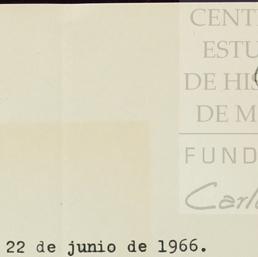 CENT
ESTU
DE HIS
DE M
FUND
Carl
22 de junio de 1966.